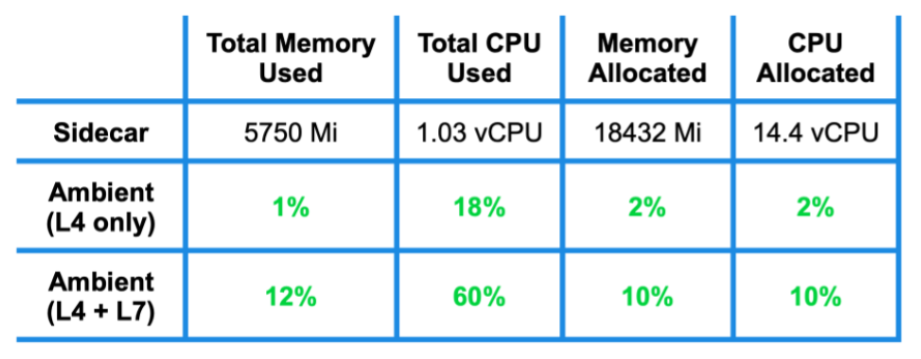 Total Memory Used Total CPU Used Memory Allocated CPU Allocated
Sidecar 5750 Mi 1.03 vCPU 18432 Mi 14.4 vCPU
Ambient (L4 only) 1% 18% 2% 2%
Ambient (L4 + L7) 12% 60% 10% 10%